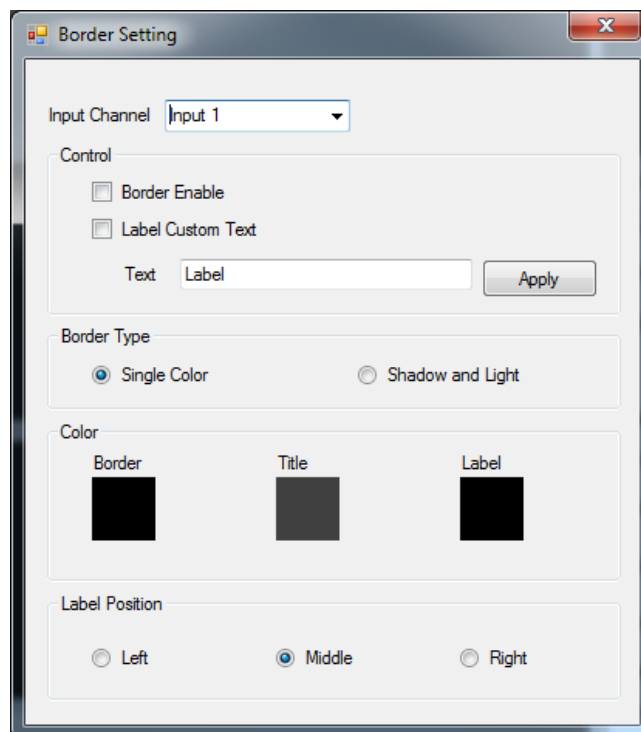 Border Setting
Input Channel Input 1
Control
Border Enable
Label Custom Text
Text Label Apply
Border Type
Single Color Shadow and Light
Color
Border Title Label
Label Position
Left Middle Right